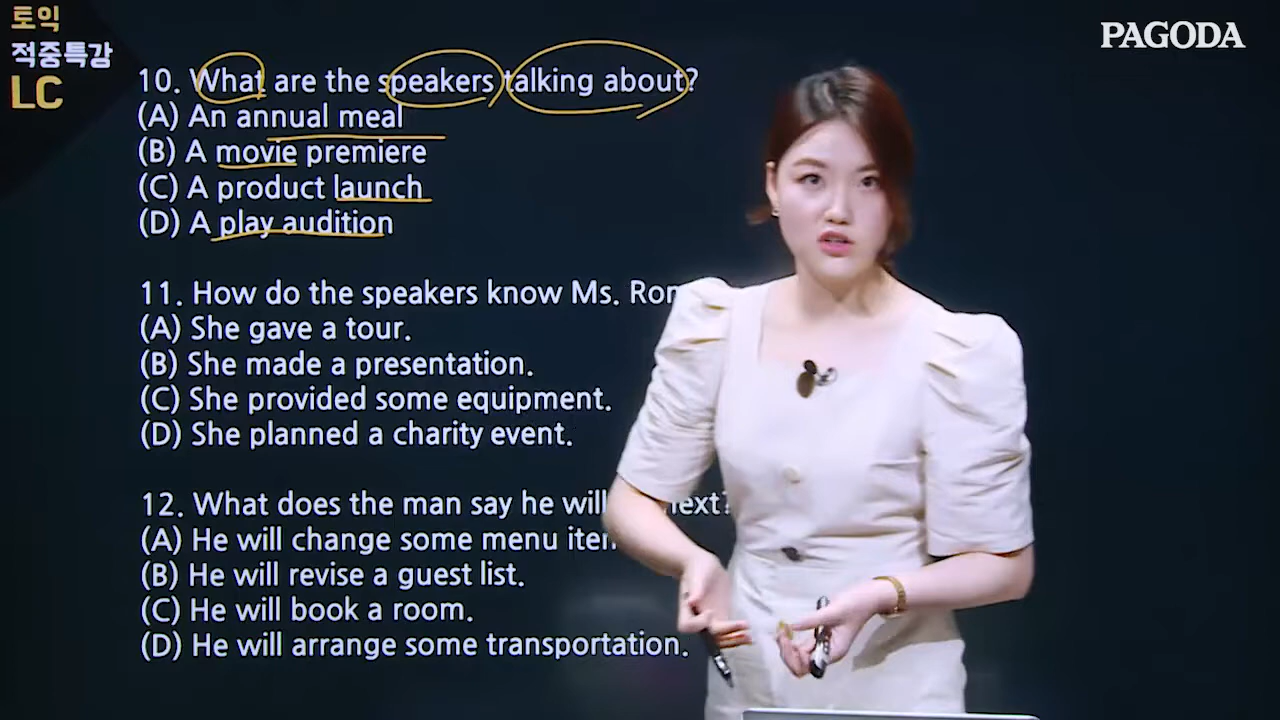 토익
적중특강
LC
PAGODA
10. What are the speakers talking about?
(A) An annual meal
(B) A movie premiere
(C) A product launch
(D) A play audition
11. How do the speakers know Ms.
(A) She gave a tour.
(B) She made a presentation.
(C) She provided some equipment.
(D) She planned a charity event.
12. What does the man say he will next?
(A) He will change some menu
(B) He will revise a guest list.
(C) He will book a room.
(D) He will arrange some transportation.